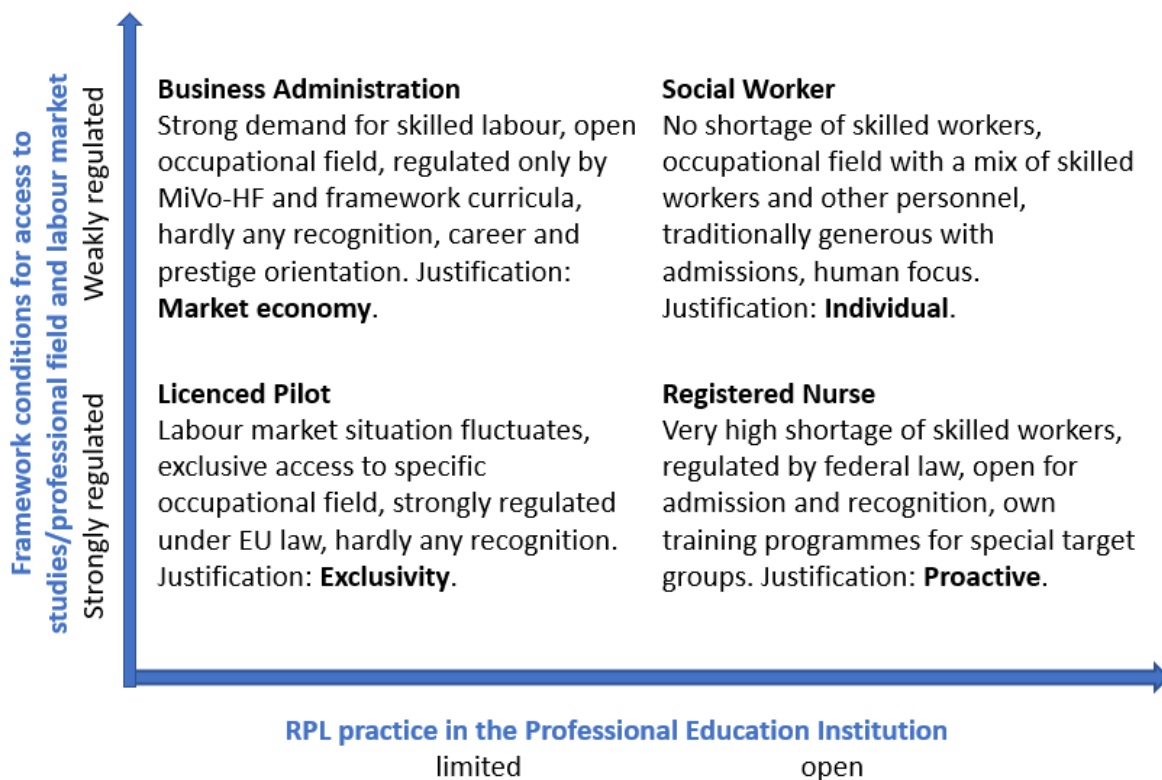 Framework conditions for access to
studies/professional field and labour market
Weakly regulated
Strongly regulated
Business Administration
Strong demand for skilled labour, open
occupational field, regulated only by
MiVo-HF and framework curricula,
hardly any recognition, career and
prestige orientation. Justification:
Market economy.
Social Worker
No shortage of skilled workers,
occupational field with a mix of skilled
workers and other personnel,
traditionally generous with
admissions, human focus.
Justification: Individual.
Licenced Pilot
Labour market situation fluctuates,
exclusive access to specific
occupational field, strongly regulated
under EU law, hardly any recognition.
Justification: Exclusivity.
Registered Nurse
Very high shortage of skilled workers,
regulated by federal law, open for
admission and recognition, own
training programmes for special target
groups. Justification: Proactive.
RPL practice in the Professional Education Institution
limited open